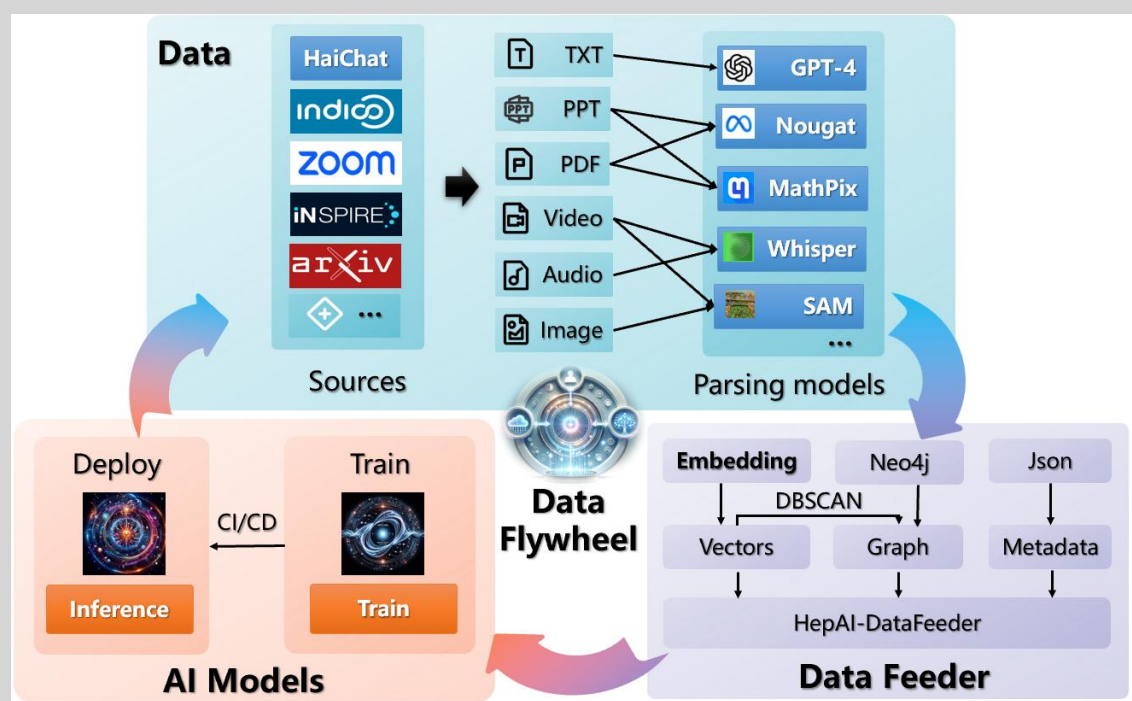 Data
HaiChat
indico
zoom
iNSPIRE
arXiv
...
Sources
T
TXT
PPT
PPT
P
PDF
Video
Audio
Image
GPT-4
Nougat
MathPix
Whisper
SAM
...
Parsing models
Data
Flywheel
Deploy
Train
CI/CD
Inference
Train
AI Models
Embedding
Neo4j
Json
DBSCAN
Vectors
Graph
Metadata
HepAI-DataFeeder
Data Feeder